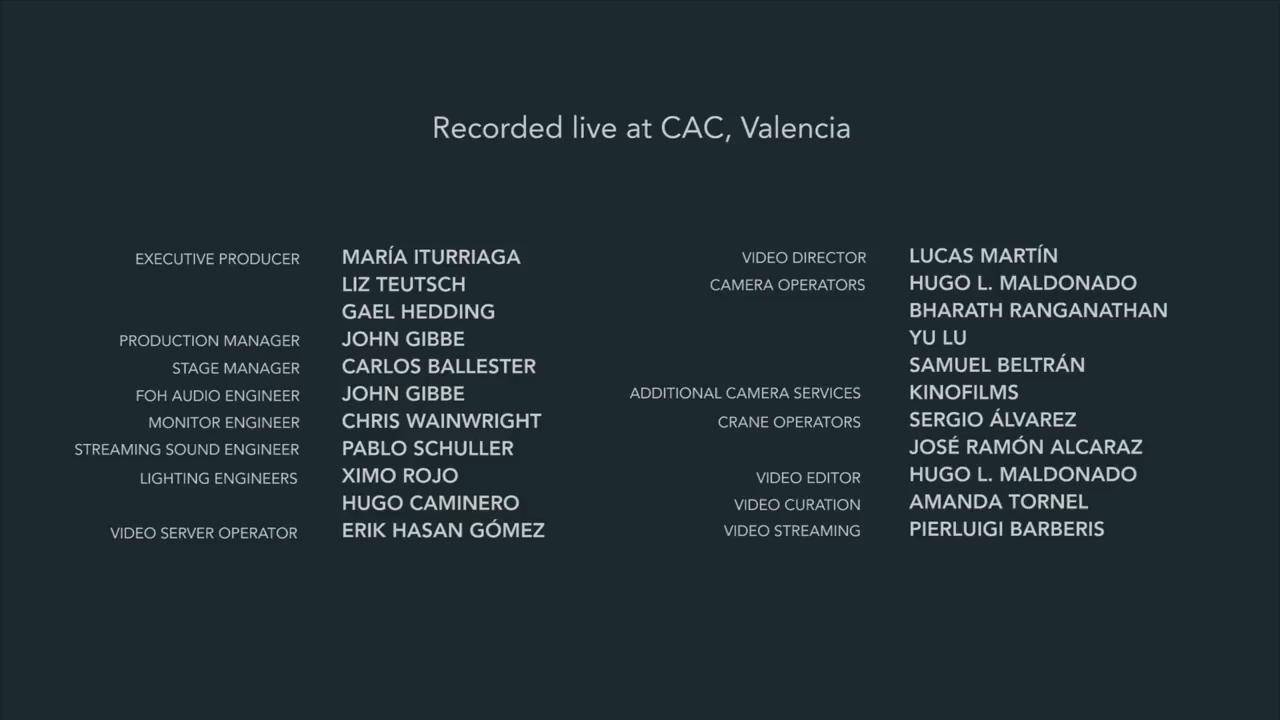 Recorded live at CAC, Valencia
EXECUTIVE PRODUCER MARÍA ITURRIAGA
LIZ TEUTSCH
GAEL HEDDING
PRODUCTION MANAGER JOHN GIBBE
STAGE MANAGER CARLOS BALLESTER
FOH AUDIO ENGINEER JOHN GIBBE
MONITOR ENGINEER CHRIS WAINWRIGHT
STREAMING SOUND ENGINEER PABLO SCHULLER
LIGHTING ENGINEERS XIMO ROJO
HUGO CAMINERO
VIDEO SERVER OPERATOR ERIK HASAN GÓMEZ
VIDEO DIRECTOR LUCAS MARTÍN
CAMERA OPERATORS HUGO L. MALDONADO
BHARATH RANGANATHAN
YU LU
SAMUEL BELTRÁN
ADDITIONAL CAMERA SERVICES KINOFILMS
CRANE OPERATORS SERGIO ÁLVAREZ
JOSÉ RAMÓN ALCARAZ
VIDEO EDITOR HUGO L. MALDONADO
VIDEO CURATION AMANDA TORNEL
VIDEO STREAMING PIERLUIGI BARBERIS